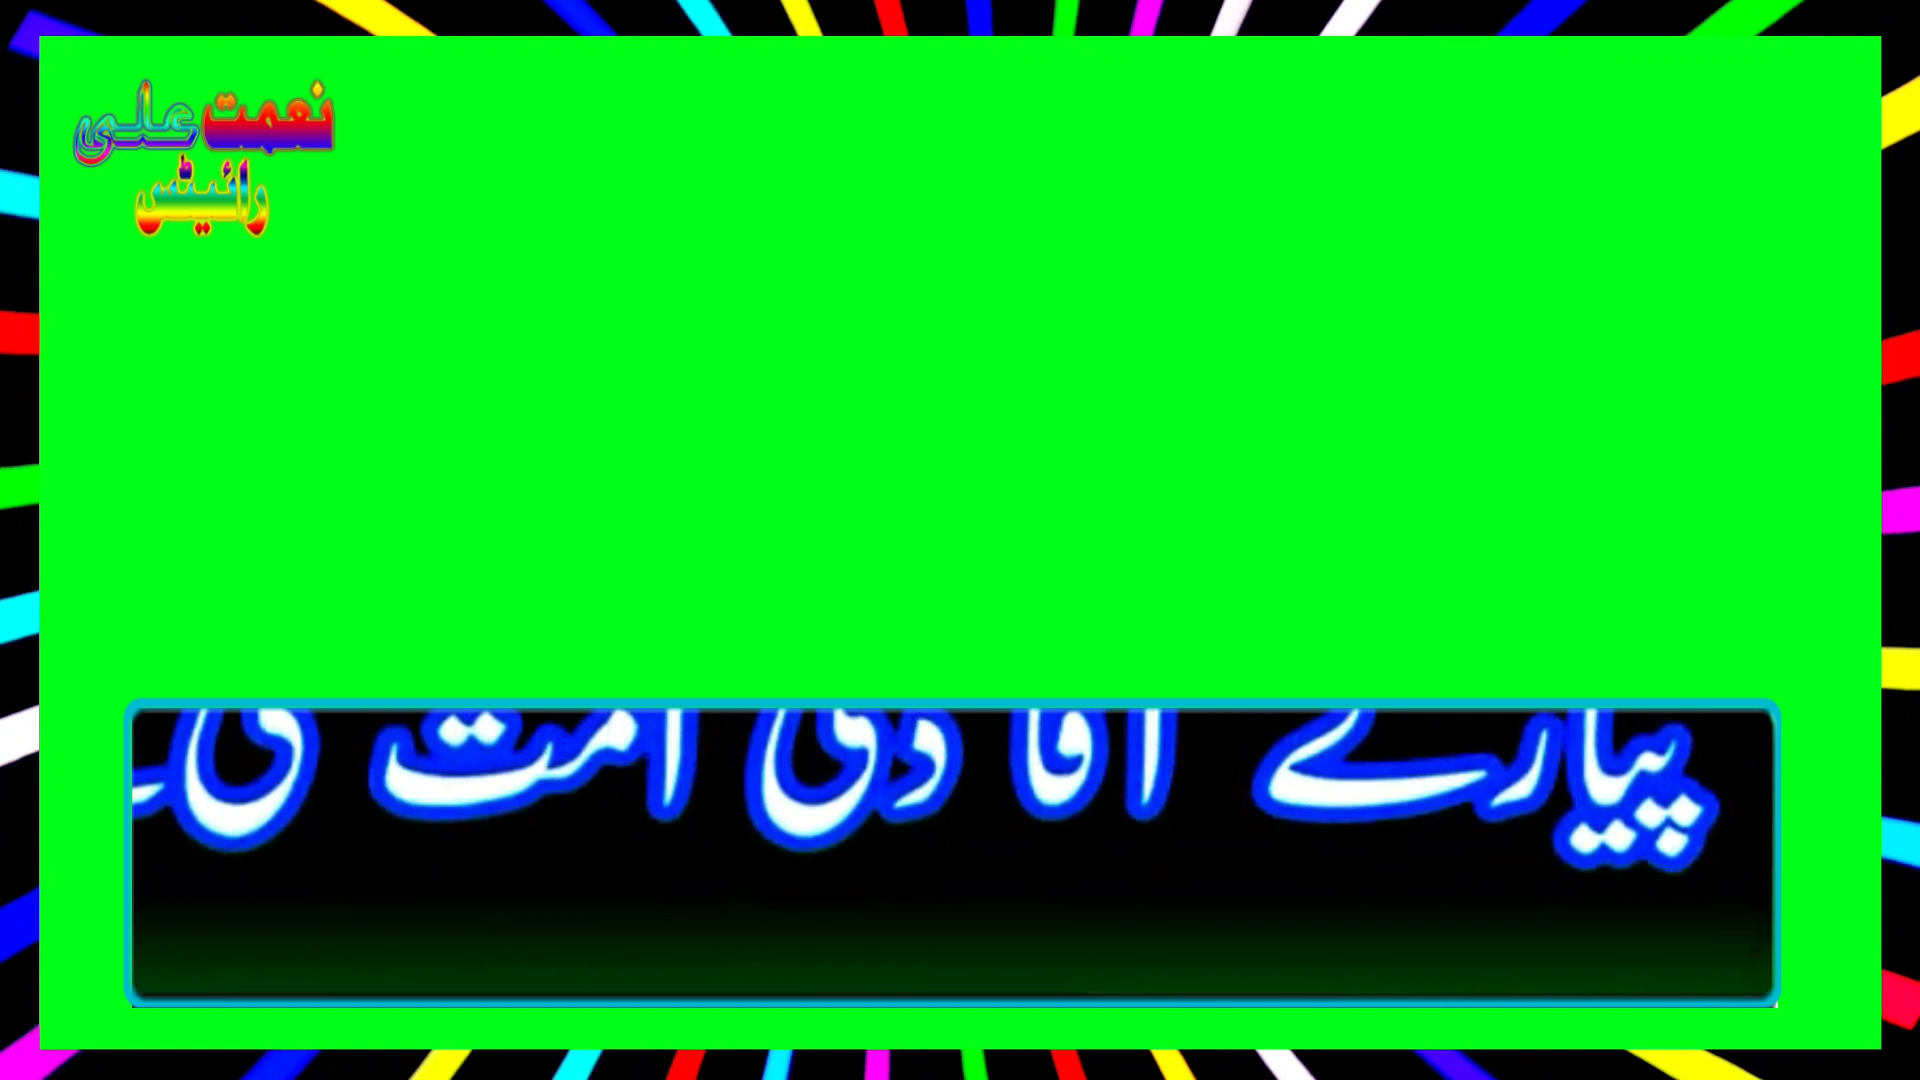 نعمت علی
رائیٹس
پیارے آقا دی امت